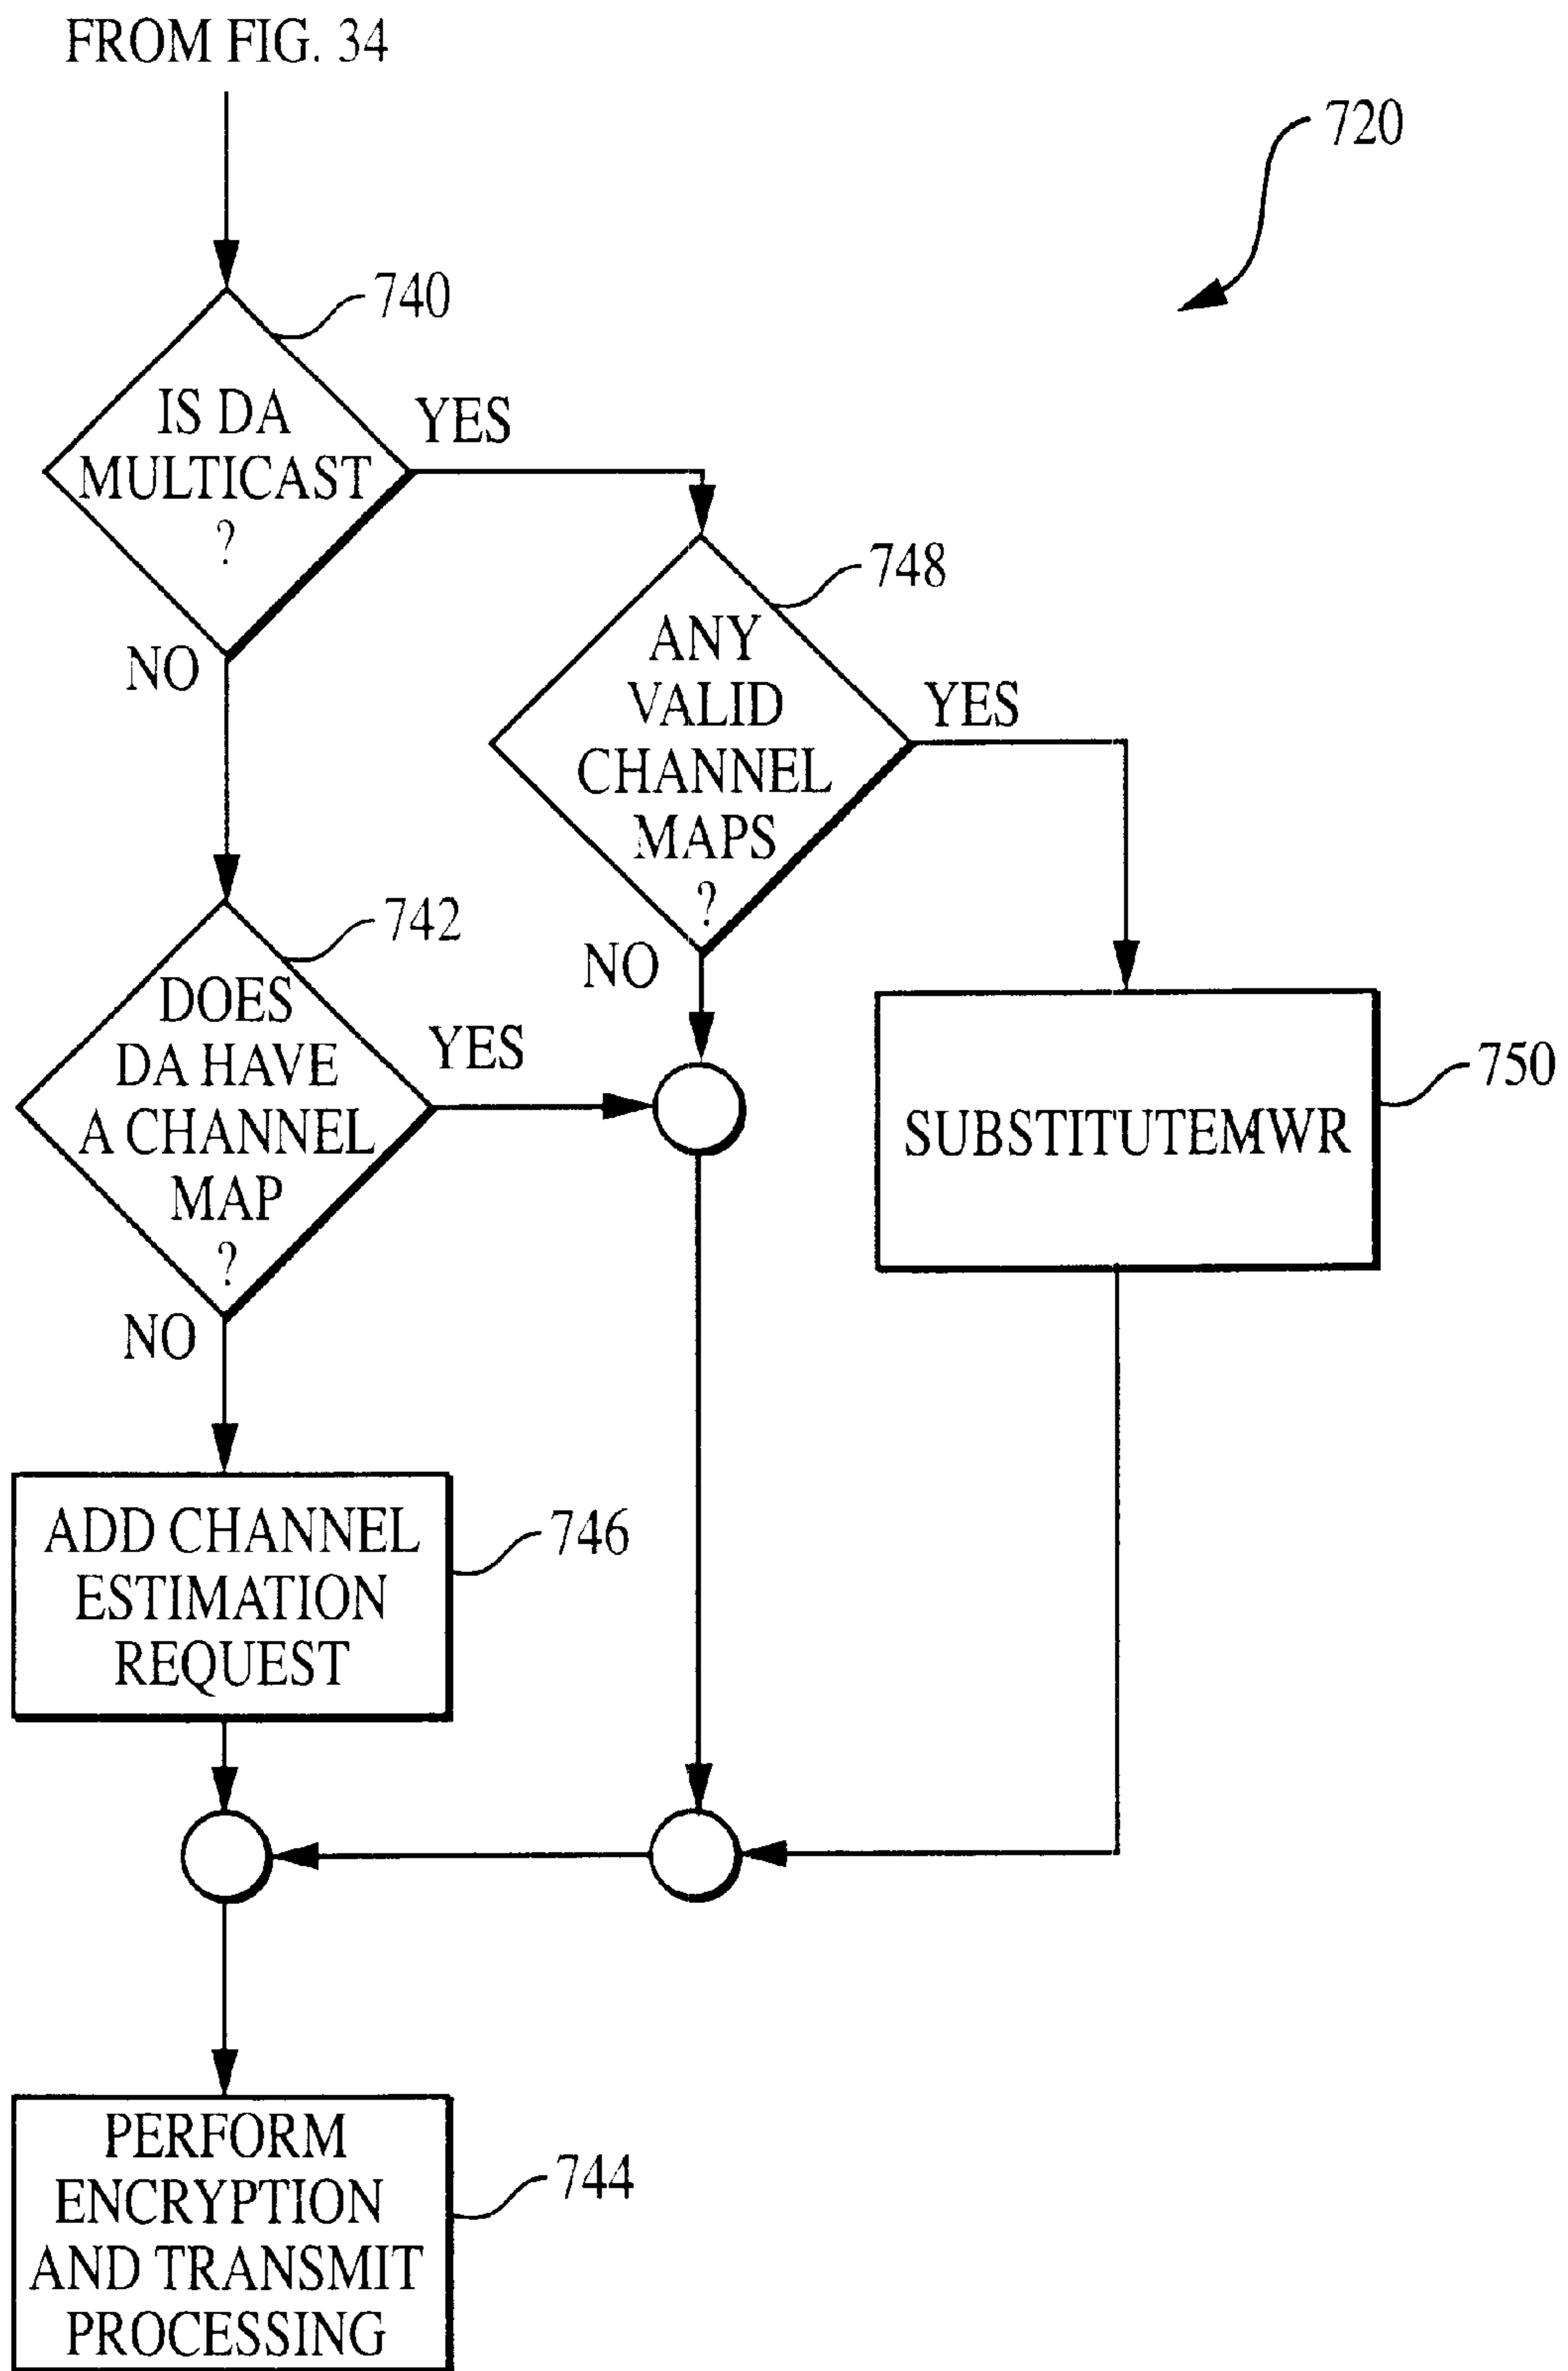 FROM FIG. 34
720
740
IS DA
MULTICAST
?
YES
NO
748
ANY
VALID
CHANNEL
MAPS
?
YES
NO
742
DOES
DA HAVE
A CHANNEL
MAP
?
YES
NO
750
SUBSTITUTEMWR
746
ADD CHANNEL
ESTIMATION
REQUEST
744
PERFORM
ENCRYPTION
AND TRANSMIT
PROCESSING